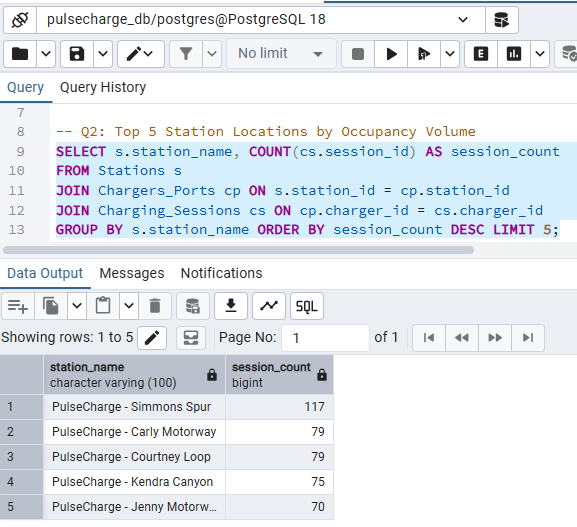 pulsecharge_db/postgres@PostgreSQL 18
No limit
E
Query Query History
7
8 -- Q2: Top 5 Station Locations by Occupancy Volume
9 SELECT s.station_name, COUNT(cs.session_id) AS session_count
10 FROM Stations s
11 JOIN Chargers_Ports cp ON s.station_id = cp.station_id
12 JOIN Charging_Sessions cs ON cp.charger_id = cs.charger_id
13 GROUP BY s.station_name ORDER BY session_count DESC LIMIT 5;
Data Output Messages Notifications
SQL
Showing rows: 1 to 5 Page No: 1 of 1
station_name session_count
character varying (100) bigint
1 PulseCharge - Simmons Spur 117
2 PulseCharge - Carly Motorway 79
3 PulseCharge - Courtney Loop 79
4 PulseCharge - Kendra Canyon 75
5 PulseCharge - Jenny Motorw... 70